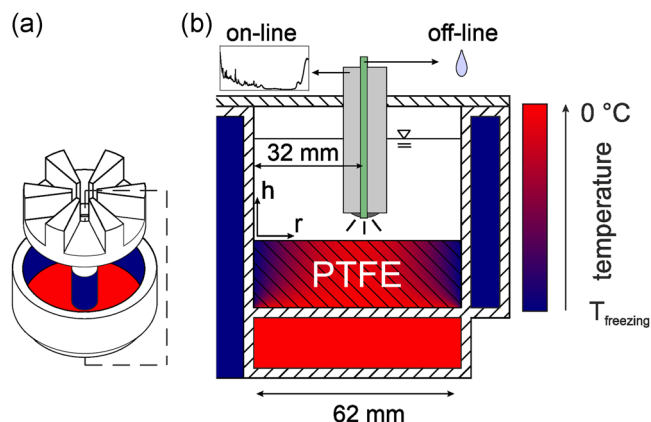 (a)
(b)
on-line
off-line
32 mm
h
r
PTFE
62 mm
0 °C
temperature
T freezing